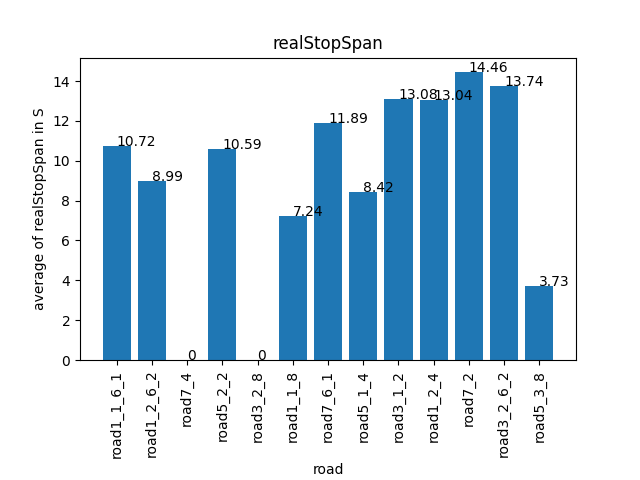 realStopSpan
average of realStopSpan in S
14
12
10
8
6
4
2
0
10.72
8.99
0
10.59
0
7.24
11.89
8.42
13.08
13.04
14.46
13.74
3.73
road1_1_6_1
road1_2_6_2
road7_4
road5_2_2
road3_2_8
road1_1_8
road7_6_1
road5_1_4
road3_1_2
road1_2_4
road7_2
road3_2_6_2
road5_3_8
road